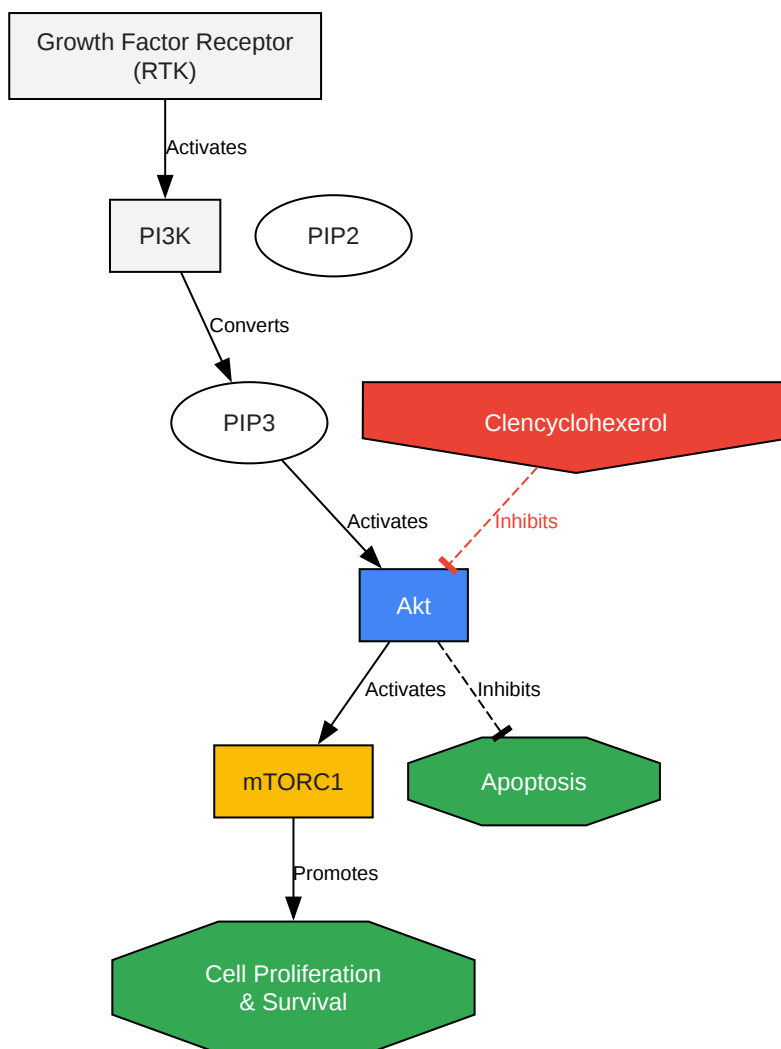 Growth Factor Receptor
(RTK)
Activates
PI3K
PIP2
Converts
PIP3
Clencyclohexerol
Activates
Inhibits
Akt
Activates
Inhibits
mTORC1
Apoptosis
Promotes
Cell Proliferation
& Survival